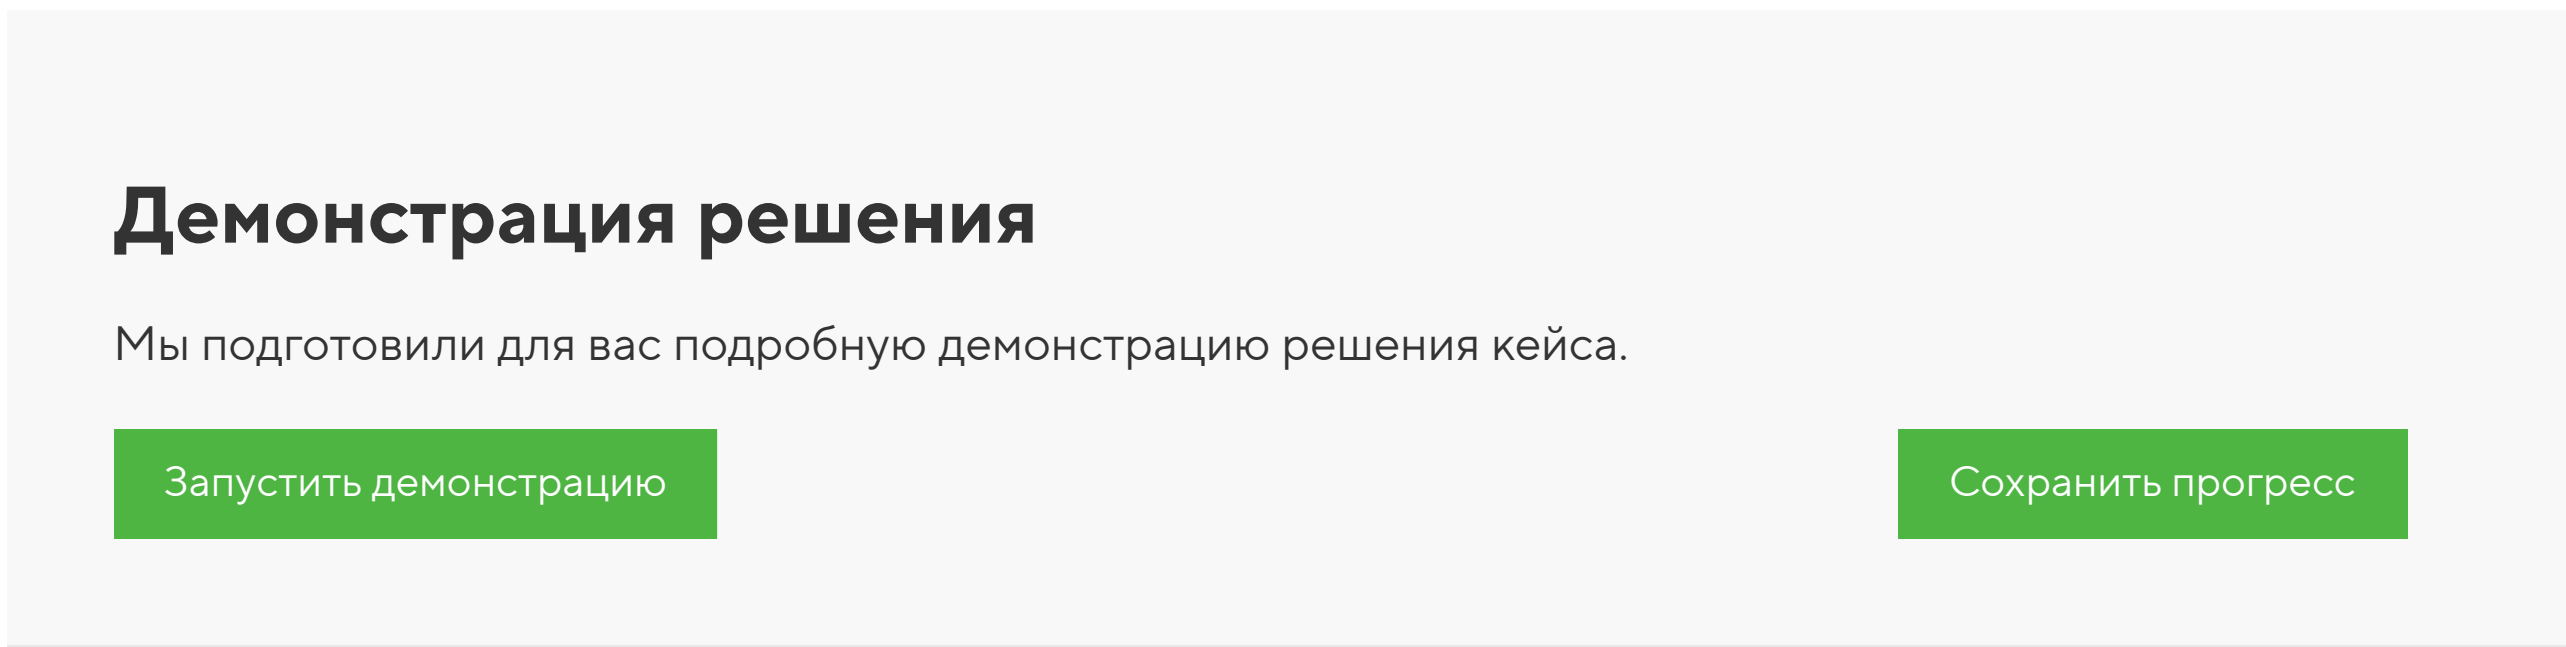 Демонстрация решения
Мы подготовили для вас подробную демонстрацию решения кейса.
Запустить демонстрацию
Сохранить прогресс